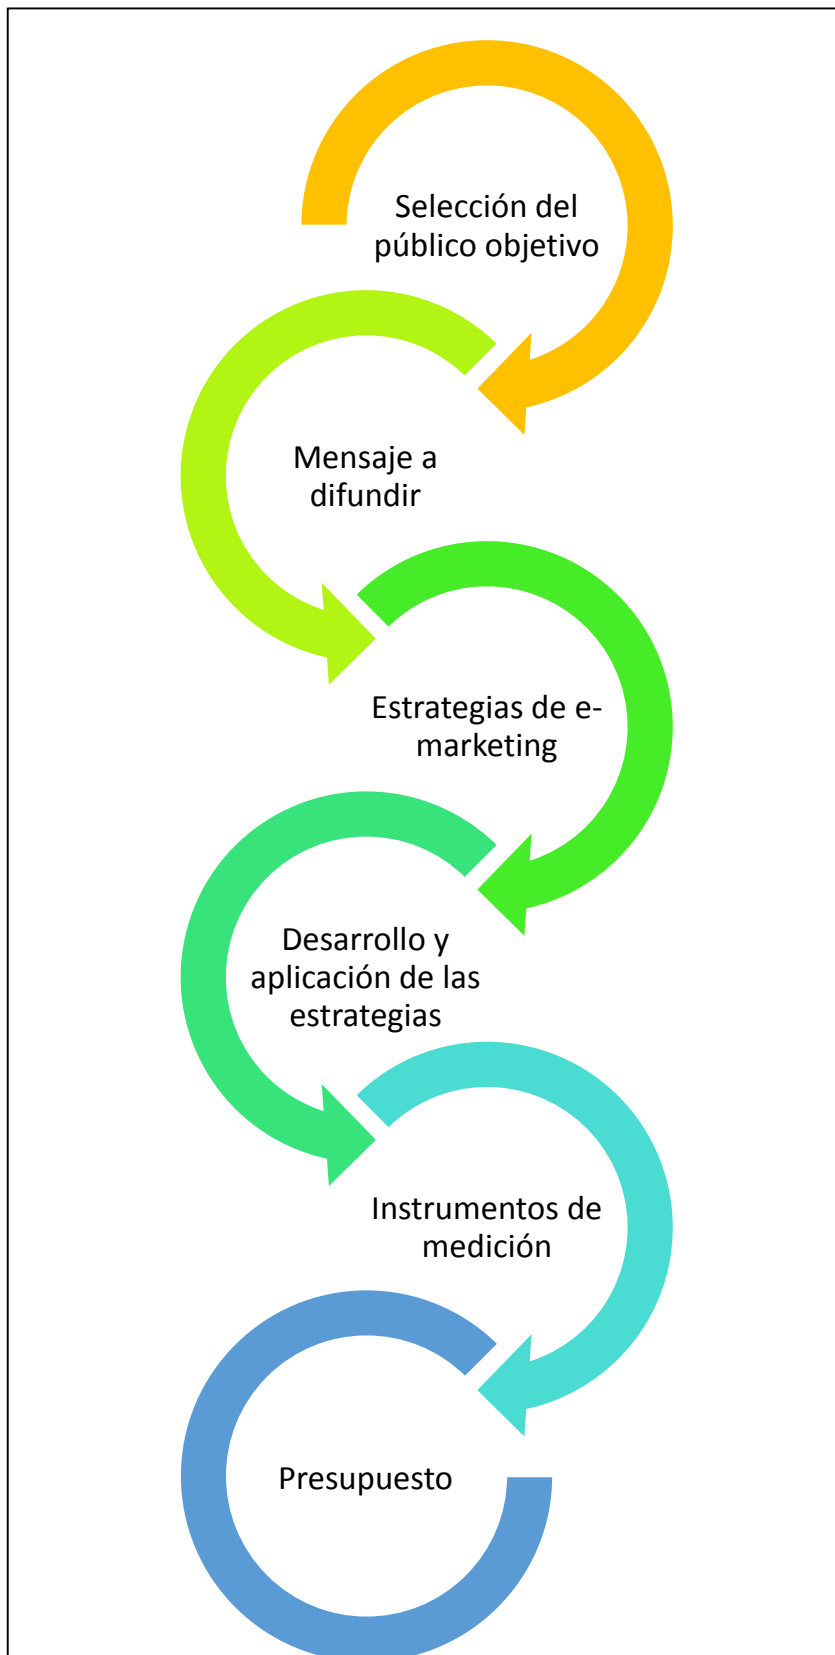 Selección del
público objetivo
Mensaje a
difundir
Estrategias de e-
marketing
Desarrollo y
aplicación de las
estrategias
Instrumentos de
medición
Presupuesto